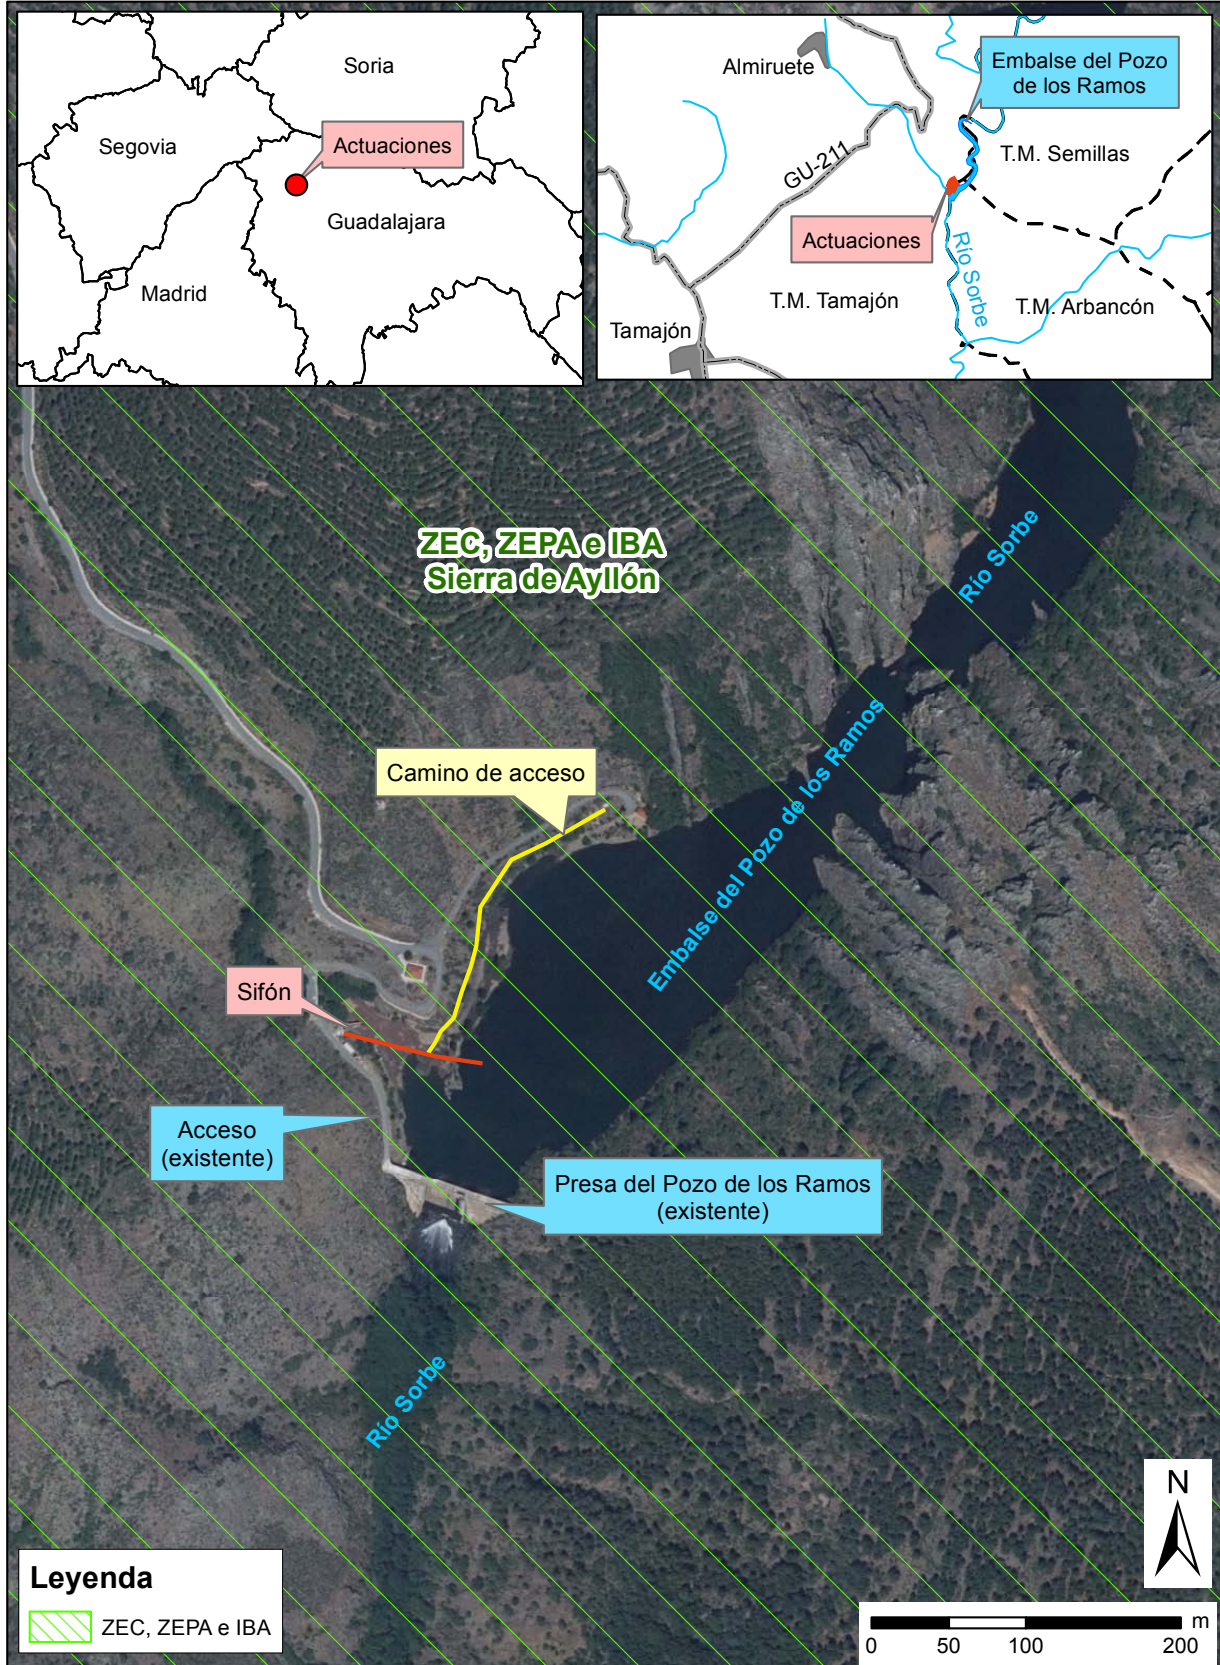 Soria
Segovia
Actuaciones
Guadalajara
Madrid
Almiruete
Embalse del Pozo
de los Ramos
GU-211
T.M. Semillas
Actuaciones
Río Sorbe
T.M. Tamajón
T.M. Arbancón
Tamajón
ZEC, ZEPA e IBA
Sierra de Ayllón
Río Sorbe
Embalse del Pozo de los Ramos
Camino de acceso
Sifón
Acceso
(existente)
Presa del Pozo de los Ramos
(existente)
Río Sorbe
N
Leyenda
ZEC, ZEPA e IBA
m
0 50 100 200